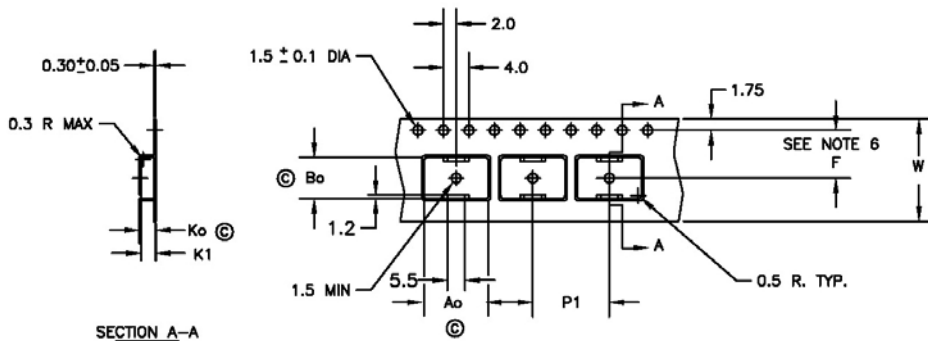 2.0
1.5 ± 0.1 DIA
0.30±0.05
4.0
A
1.75
0.3 R MAX
SEE NOTE 6
F
W
© Bo
1.2
Ko ©
K1
A
5.5
1.5 MIN
0.5 R. TYP.
Ao
P1
©
SECTION A-A